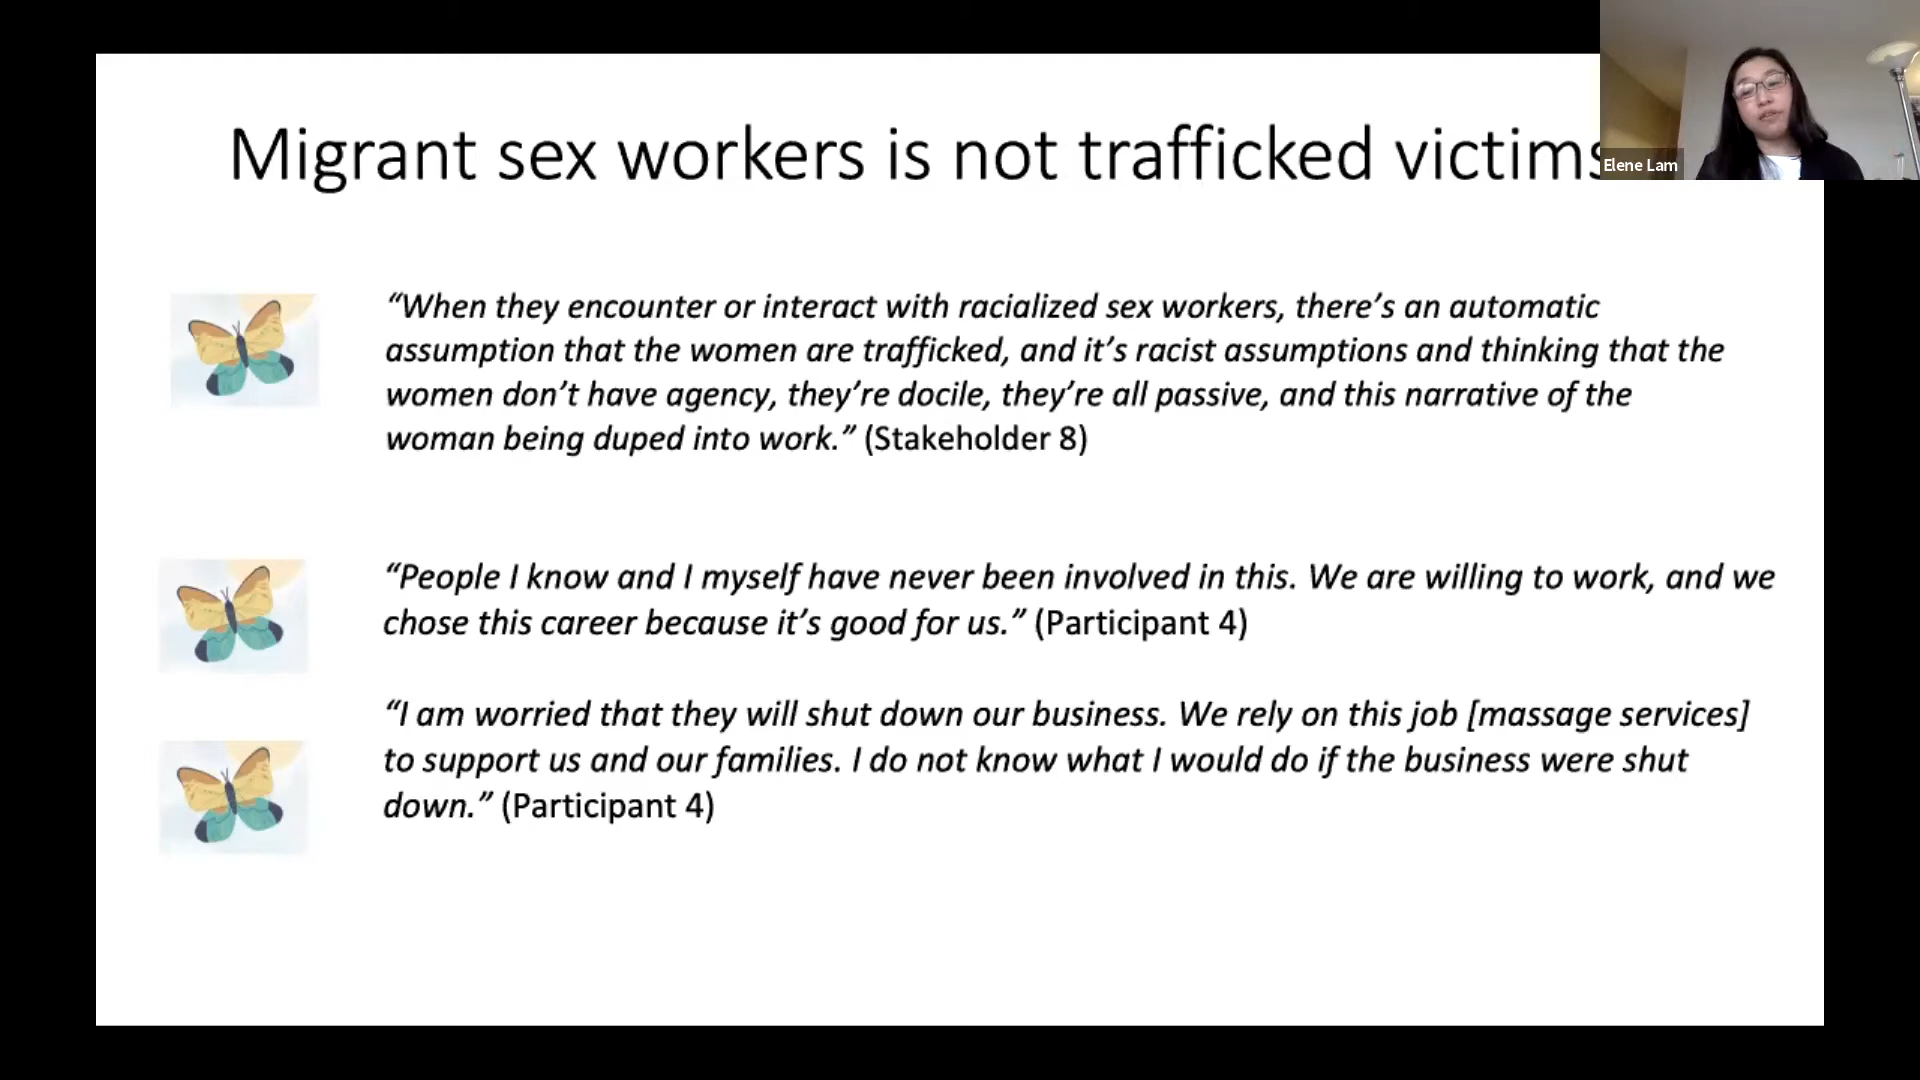 Migrant sex workers is not trafficked victims
Elene Lam
“When they encounter or interact with racialized sex workers, there’s an automatic
assumption that the women are trafficked, and it’s racist assumptions and thinking that the
women don’t have agency, they’re docile, they’re all passive, and this narrative of the
woman being duped into work.” (Stakeholder 8)
“People I know and I myself have never been involved in this. We are willing to work, and we
chose this career because it’s good for us.” (Participant 4)
“I am worried that they will shut down our business. We rely on this job [massage services]
to support us and our families. I do not know what I would do if the business were shut
down.” (Participant 4)